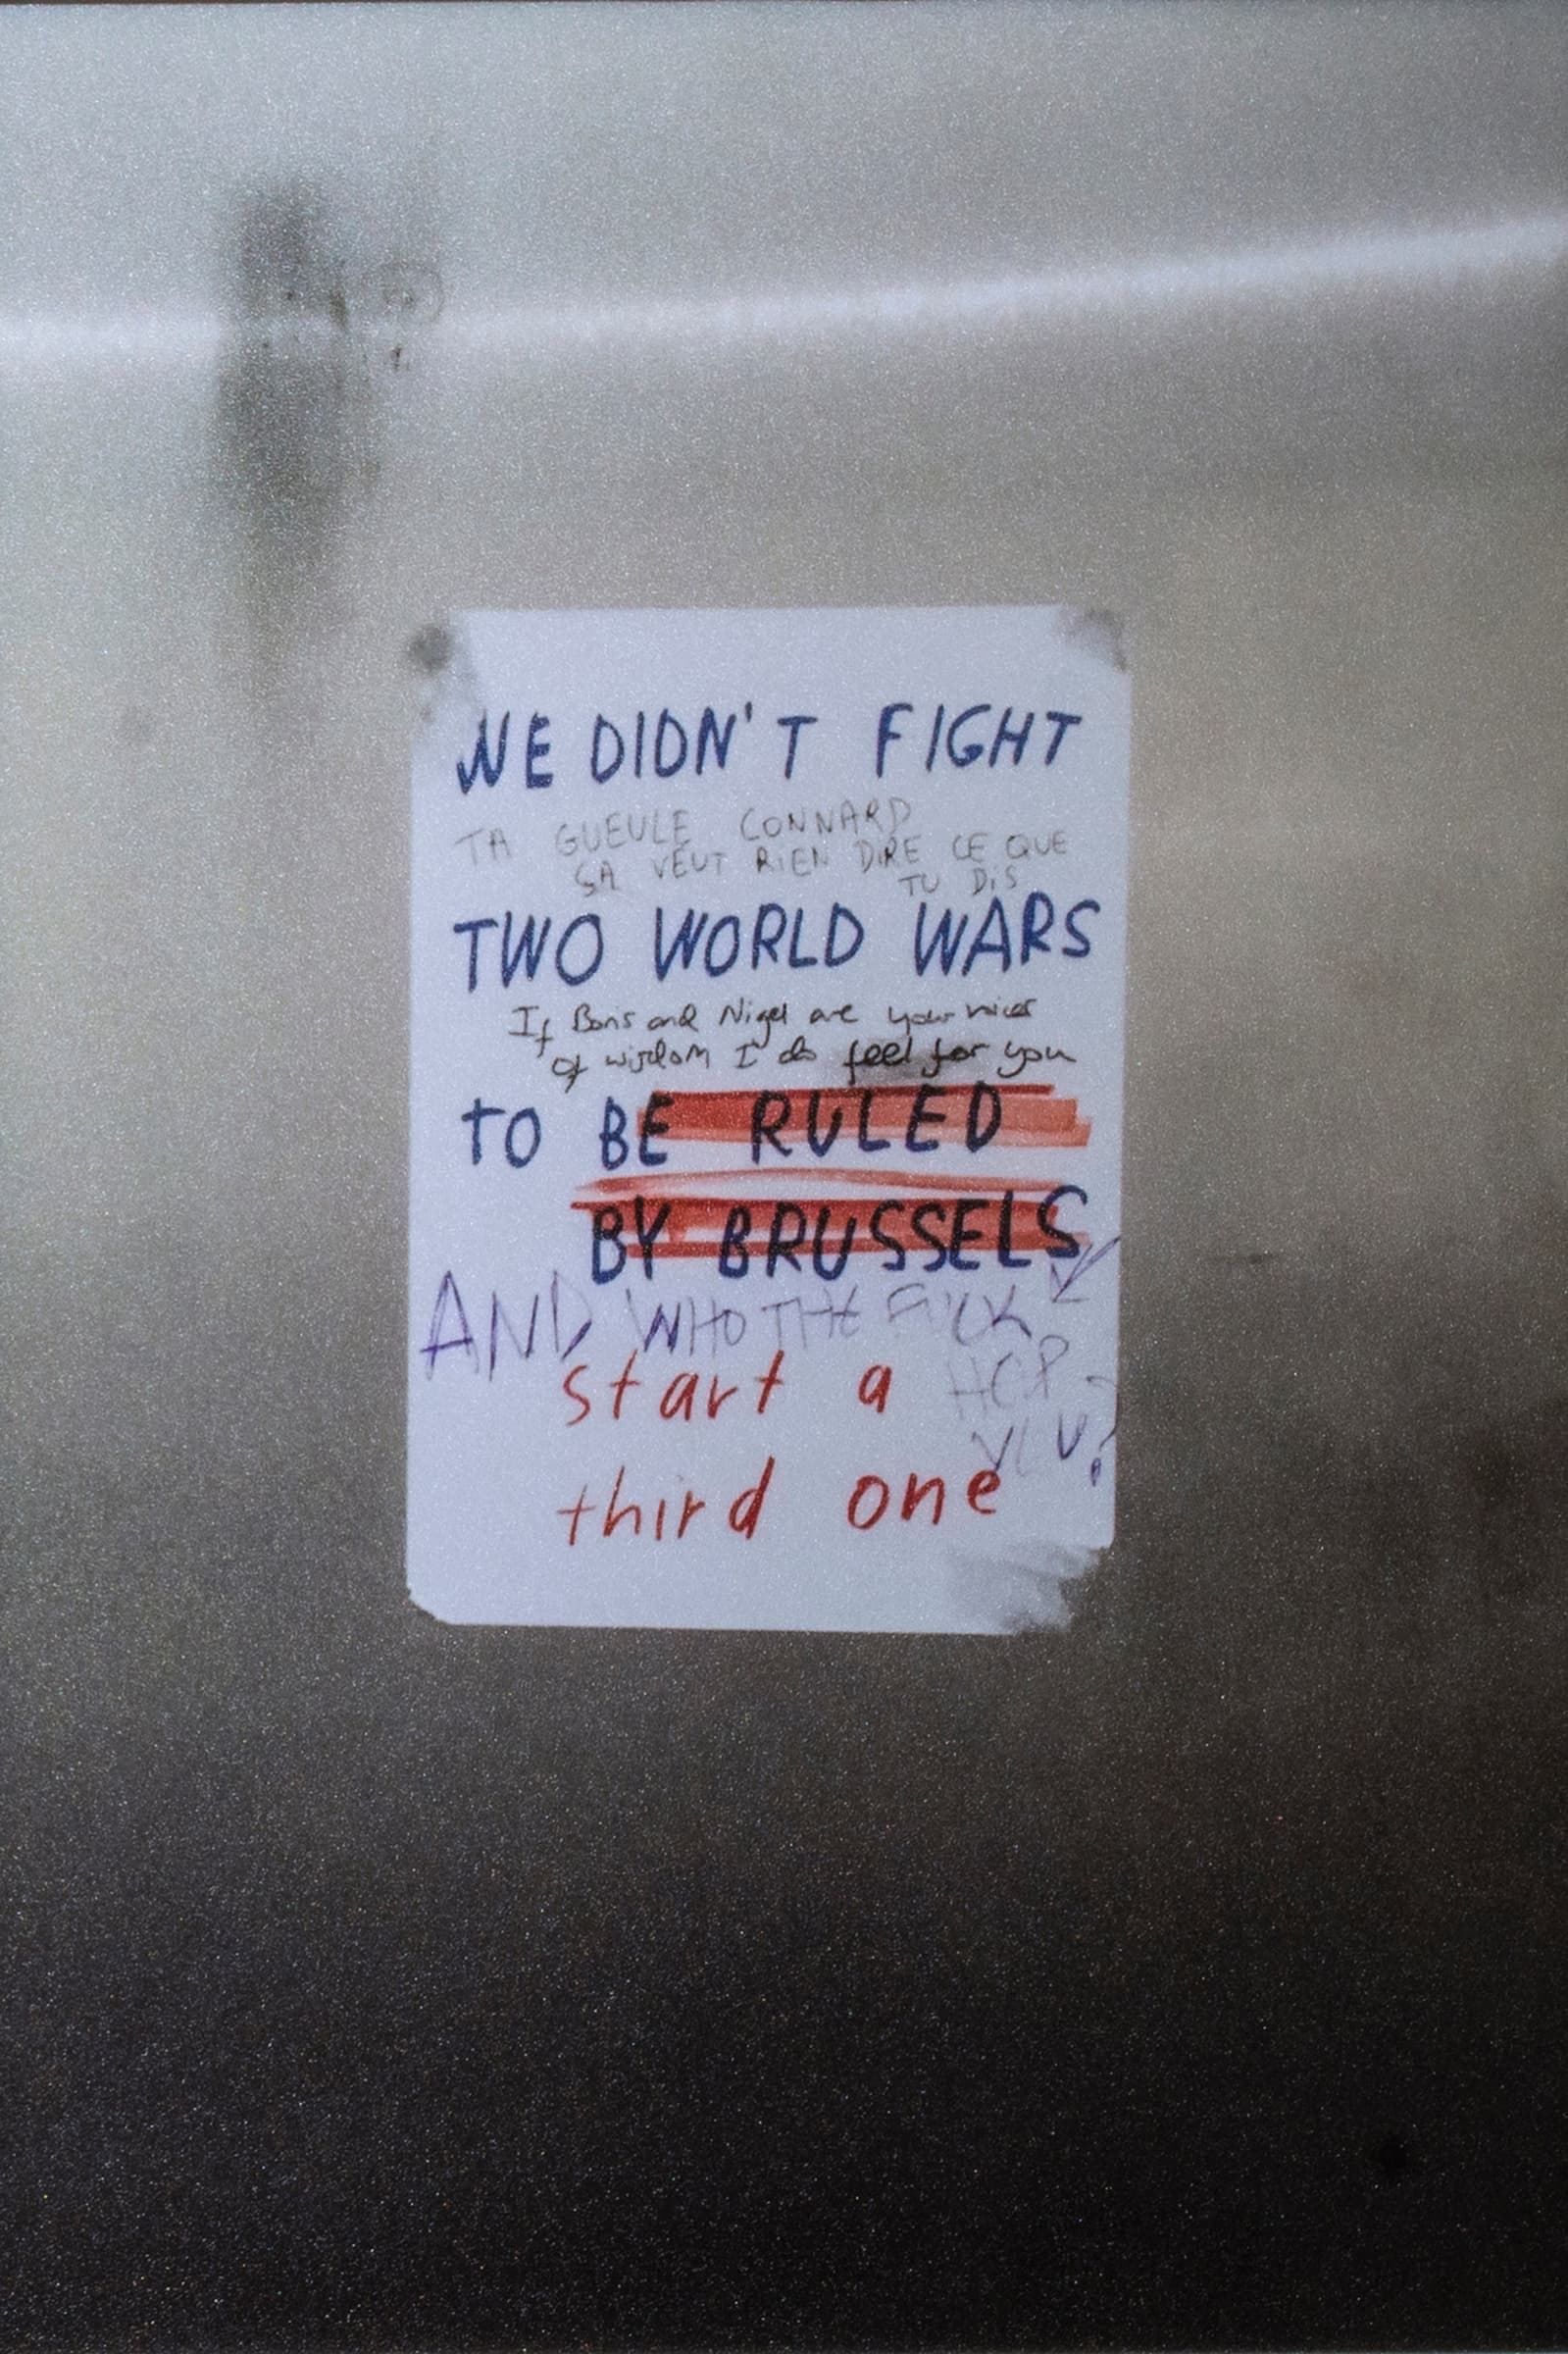 WE DIDN'T FIGHT
TA GUEULE CONNARD
SA VEUT RIEN DIRE CE QUE
TU DIS
TWO WORLD WARS
If Boris and Nigel are your voices
of wisdom I do feel for you
TO BE RULED
BY BRUSSELS
AND WHO THE FUCK
start a
third one